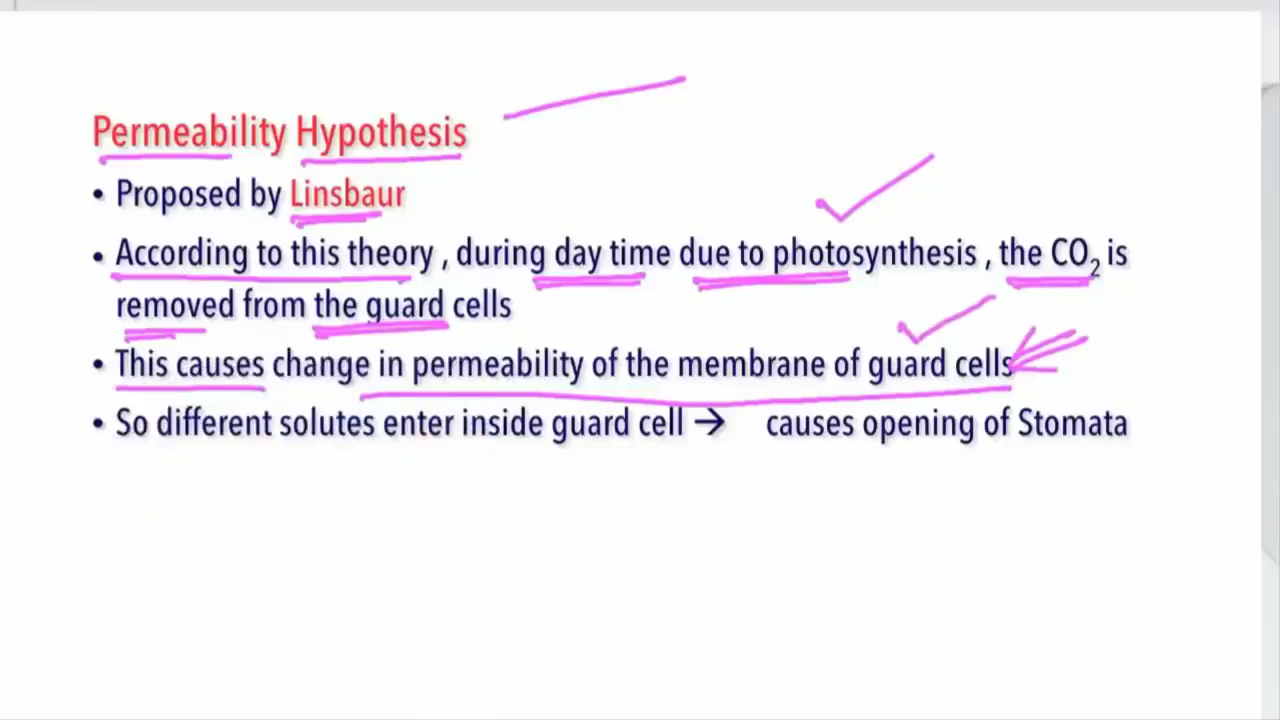 Permeability Hypothesis
• Proposed by Linsbaur
• According to this theory , during day time due to photosynthesis , the CO₂ is
removed from the guard cells
• This causes change in permeability of the membrane of guard cells
• So different solutes enter inside guard cell → causes opening of Stomata